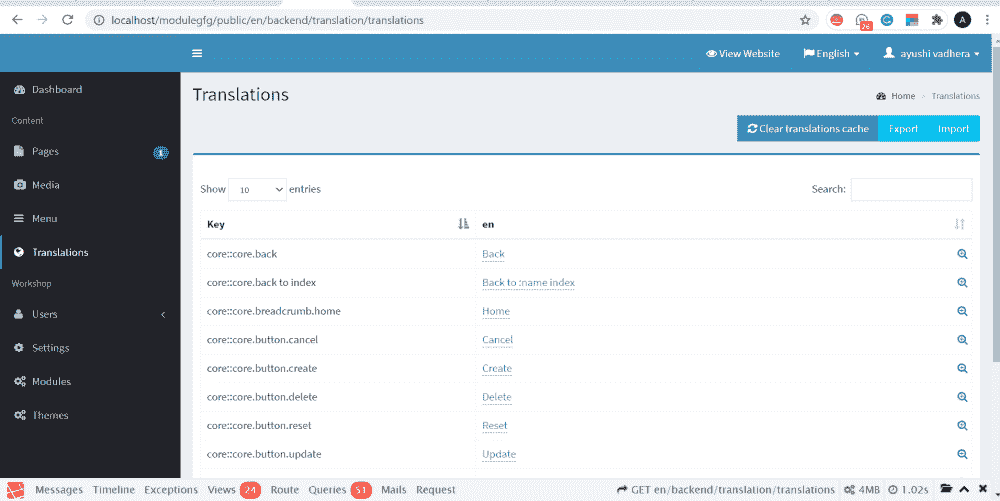 localhost/modulegfg/public/en/backend/translation/translations
26
A
View Website English ayushi vadhera
Dashboard
Content
Pages 1
Media
Menu
Translations
Workshop
Users
Settings
Modules
Themes
Translations
Home > Translations
Clear translations cache Export Import
Show 10 entries Search:
Key en
core::core.back Back
core::core.back to index Back to :name index
core::core.breadcrumb.home Home
core::core.button.cancel Cancel
core::core.button.create Create
core::core.button.delete Delete
core::core.button.reset Reset
core::core.button.update Update
Messages Timeline Exceptions Views 24 Route Queries 51 Mails Request GET en/backend/translation/translations 4MB 1.02s